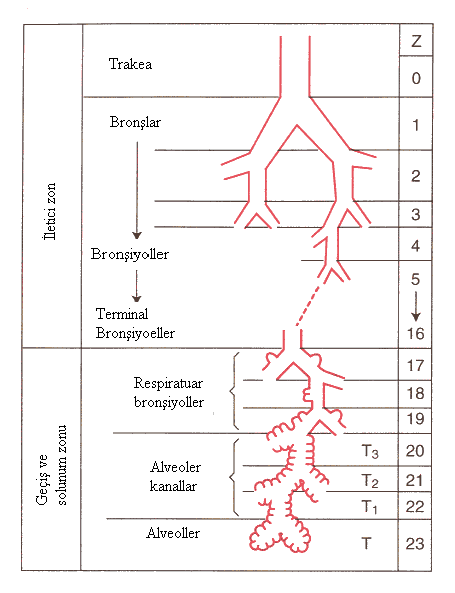 Z
Trakea
0
Bronşlar
1
2
3
4
Bronşiyoller
5
Terminal
Bronşiyoeller
16
İletici zon
17
Respiratuar
bronşiyoller
18
19
T3
20
Alveoler
kanallar
T2
21
T1
22
Alveoller
T
23
Geçiş ve
solunum zonu